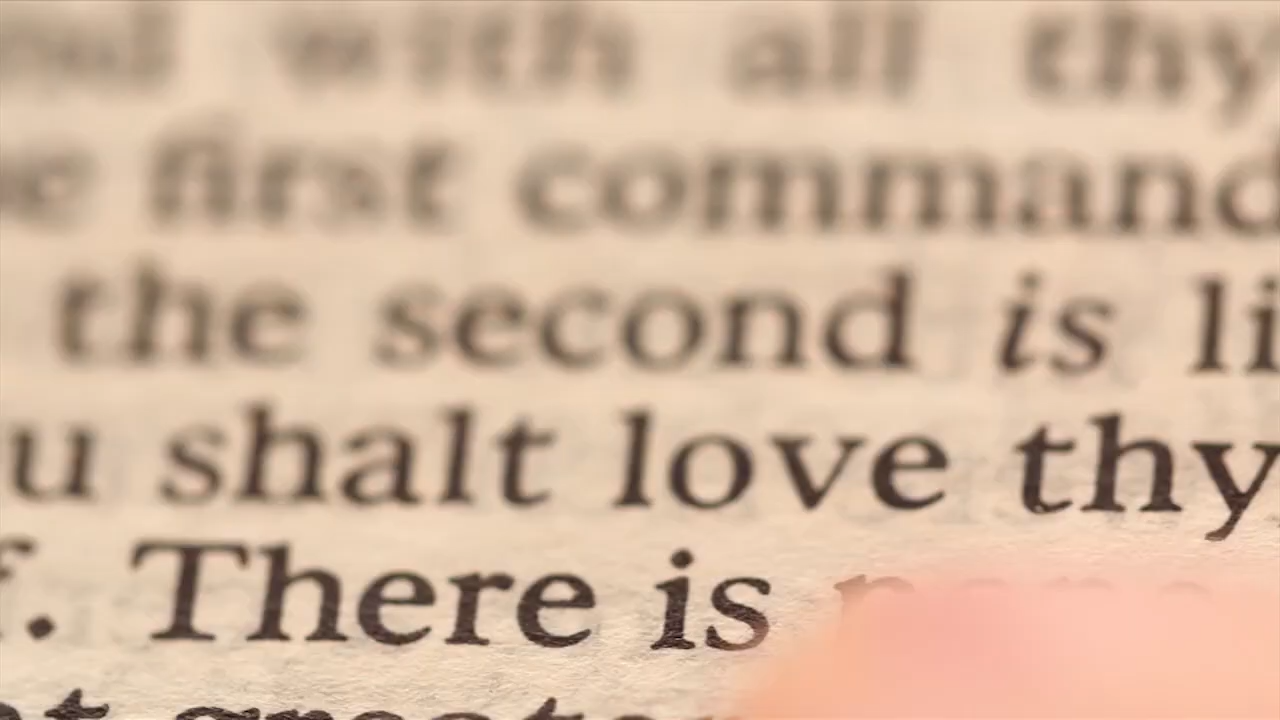 with all thy
e first command
the second is li
u shalt love thy
f. There is